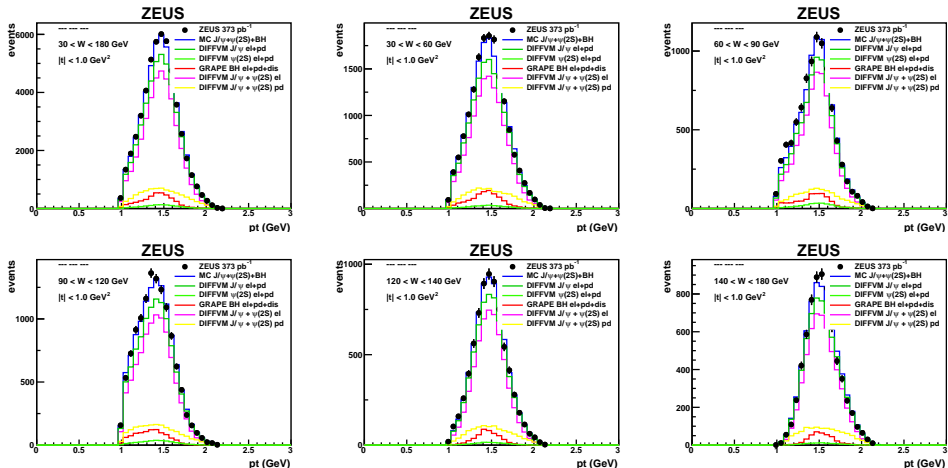 ZEUS
events
6000
4000
2000
0
--- --- ---
30 < W < 180 GeV
|t| < 1.0 GeV²
ZEUS 373 pb⁻¹
MC J/ψ+ψ(2S)+BH
DIFFVM J/ψ el+pd
DIFFVM ψ(2S) el+pd
GRAPE BH el+pd+dis
DIFFVM J/ψ + ψ(2S) el
DIFFVM J/ψ + ψ(2S) pd
0 0.5 1 1.5 2 2.5 3
pt (GeV)
ZEUS
events
1500
1000
500
0
--- --- ---
30 < W < 60 GeV
|t| < 1.0 GeV²
ZEUS 373 pb⁻¹
MC J/ψ+ψ(2S)+BH
DIFFVM J/ψ el+pd
DIFFVM ψ(2S) el+pd
GRAPE BH el+pd+dis
DIFFVM J/ψ + ψ(2S) el
DIFFVM J/ψ + ψ(2S) pd
0 0.5 1 1.5 2 2.5 3
pt (GeV)
ZEUS
events
1000
500
0
--- --- ---
60 < W < 90 GeV
|t| < 1.0 GeV²
ZEUS 373 pb⁻¹
MC J/ψ+ψ(2S)+BH
DIFFVM J/ψ el+pd
DIFFVM ψ(2S) el+pd
GRAPE BH el+pd+dis
DIFFVM J/ψ + ψ(2S) el
DIFFVM J/ψ + ψ(2S) pd
0 0.5 1 1.5 2 2.5 3
pt (GeV)
ZEUS
events
1000
500
0
--- --- ---
90 < W < 120 GeV
|t| < 1.0 GeV²
ZEUS 373 pb⁻¹
MC J/ψ+ψ(2S)+BH
DIFFVM J/ψ el+pd
DIFFVM ψ(2S) el+pd
GRAPE BH el+pd+dis
DIFFVM J/ψ + ψ(2S) el
DIFFVM J/ψ + ψ(2S) pd
0 0.5 1 1.5 2 2.5 3
pt (GeV)
ZEUS
events
1000
500
0
--- --- ---
120 < W < 140 GeV
|t| < 1.0 GeV²
ZEUS 373 pb⁻¹
MC J/ψ+ψ(2S)+BH
DIFFVM J/ψ el+pd
DIFFVM ψ(2S) el+pd
GRAPE BH el+pd+dis
DIFFVM J/ψ + ψ(2S) el
DIFFVM J/ψ + ψ(2S) pd
0 0.5 1 1.5 2 2.5 3
pt (GeV)
ZEUS
events
800
600
400
200
0
--- --- ---
140 < W < 180 GeV
|t| < 1.0 GeV²
ZEUS 373 pb⁻¹
MC J/ψ+ψ(2S)+BH
DIFFVM J/ψ el+pd
DIFFVM ψ(2S) el+pd
GRAPE BH el+pd+dis
DIFFVM J/ψ + ψ(2S) el
DIFFVM J/ψ + ψ(2S) pd
0 0.5 1 1.5 2 2.5 3
pt (GeV)